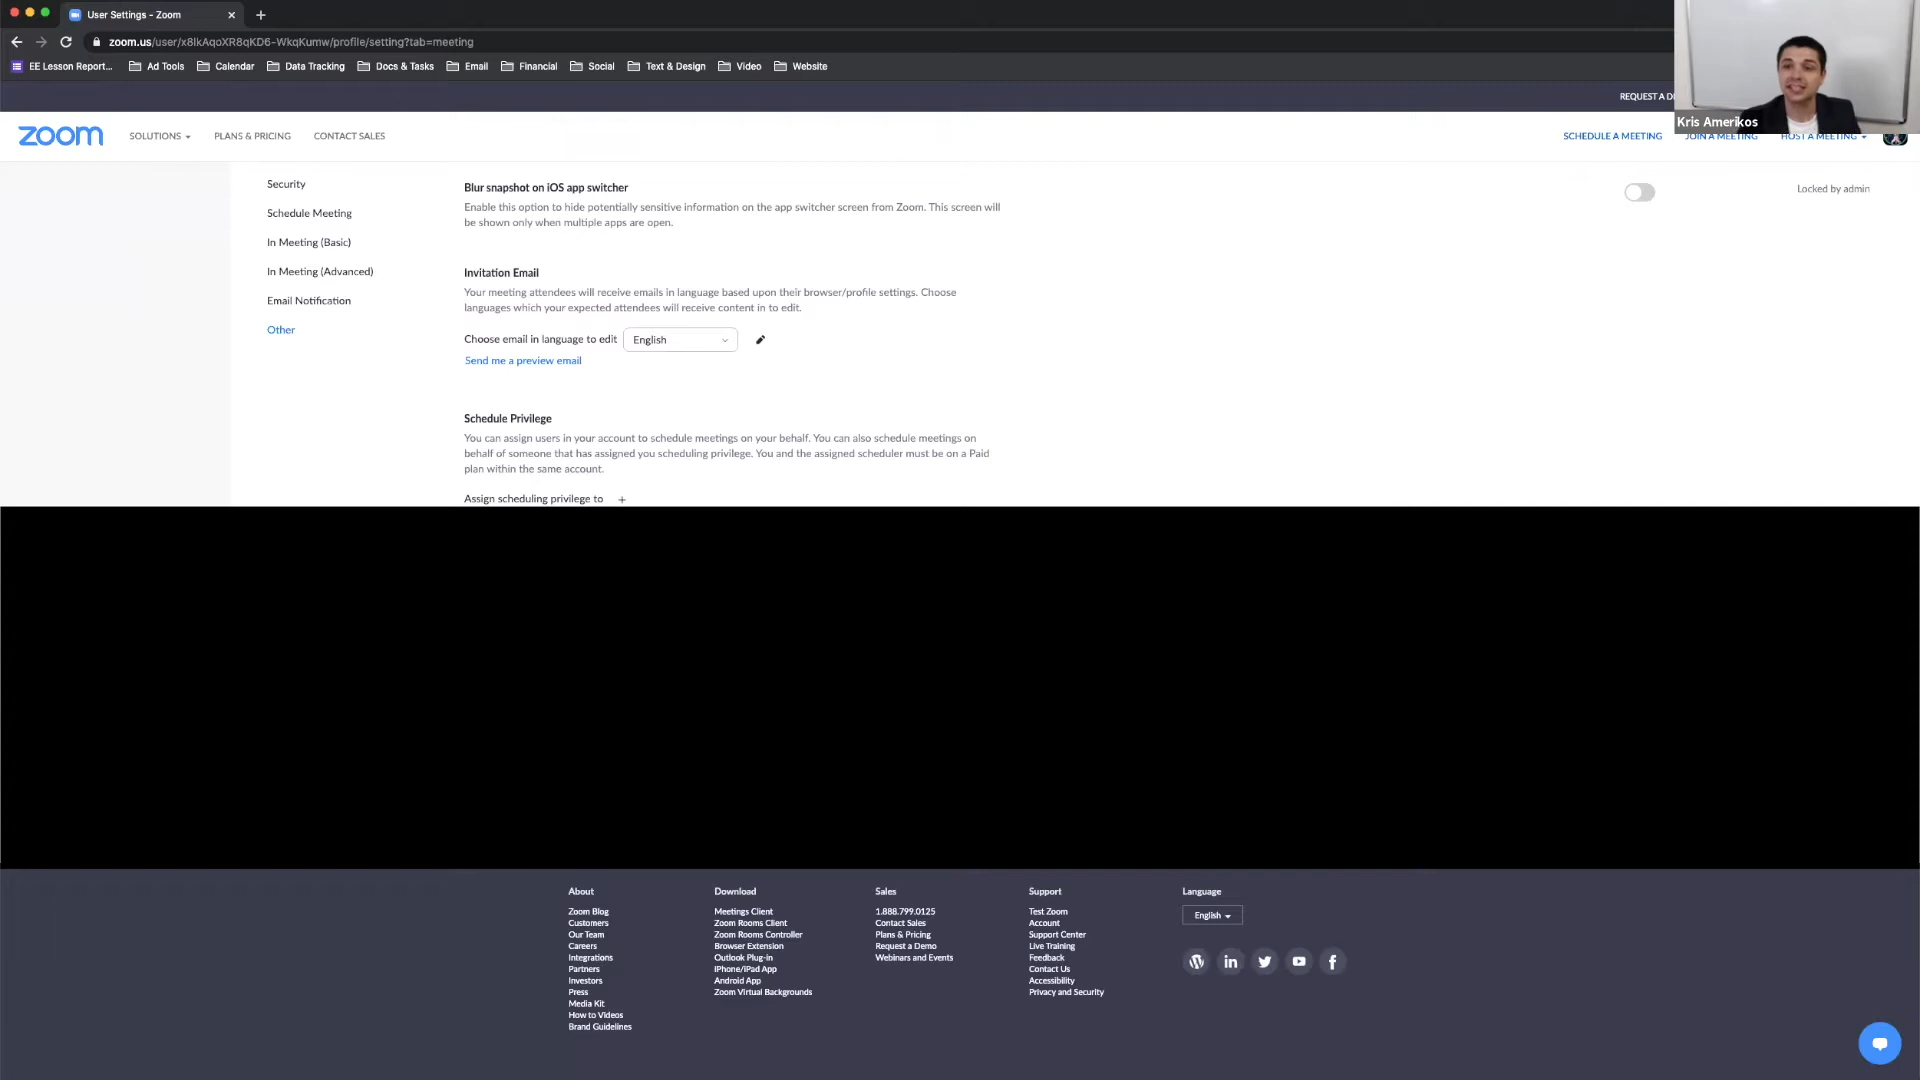 User Settings - Zoom
zoom.us/user/x8IkAqoXR8qKD6-WkqKumw/profile/setting?tab=meeting
EE Lesson Report... Ad Tools Calendar Data Tracking Docs & Tasks Email Financial Social Text & Design Video Website
REQUEST A D
Kris Amerikos
zoom SOLUTIONS PLANS & PRICING CONTACT SALES SCHEDULE A MEETING JOIN A MEETING HOST A MEETING
Security
Schedule Meeting
In Meeting (Basic)
In Meeting (Advanced)
Email Notification
Other
Blur snapshot on iOS app switcher
Locked by admin
Enable this option to hide potentially sensitive information on the app switcher screen from Zoom. This screen will
be shown only when multiple apps are open.
Invitation Email
Your meeting attendees will receive emails in language based upon their browser/profile settings. Choose
languages which your expected attendees will receive content in to edit.
Choose email in language to edit English
Send me a preview email
Schedule Privilege
You can assign users in your account to schedule meetings on your behalf. You can also schedule meetings on
behalf of someone that has assigned you scheduling privilege. You and the assigned scheduler must be on a Paid
plan within the same account.
Assign scheduling privilege to +
About
Zoom Blog
Customers
Our Team
Careers
Integrations
Partners
Investors
Press
Media Kit
How to Videos
Brand Guidelines
Download
Meetings Client
Zoom Rooms Client
Zoom Rooms Controller
Browser Extension
Outlook Plug-in
iPhone/iPad App
Android App
Zoom Virtual Backgrounds
Sales
1.888.799.0125
Contact Sales
Plans & Pricing
Request a Demo
Webinars and Events
Support
Test Zoom
Account
Support Center
Live Training
Feedback
Contact Us
Accessibility
Privacy and Security
Language
English